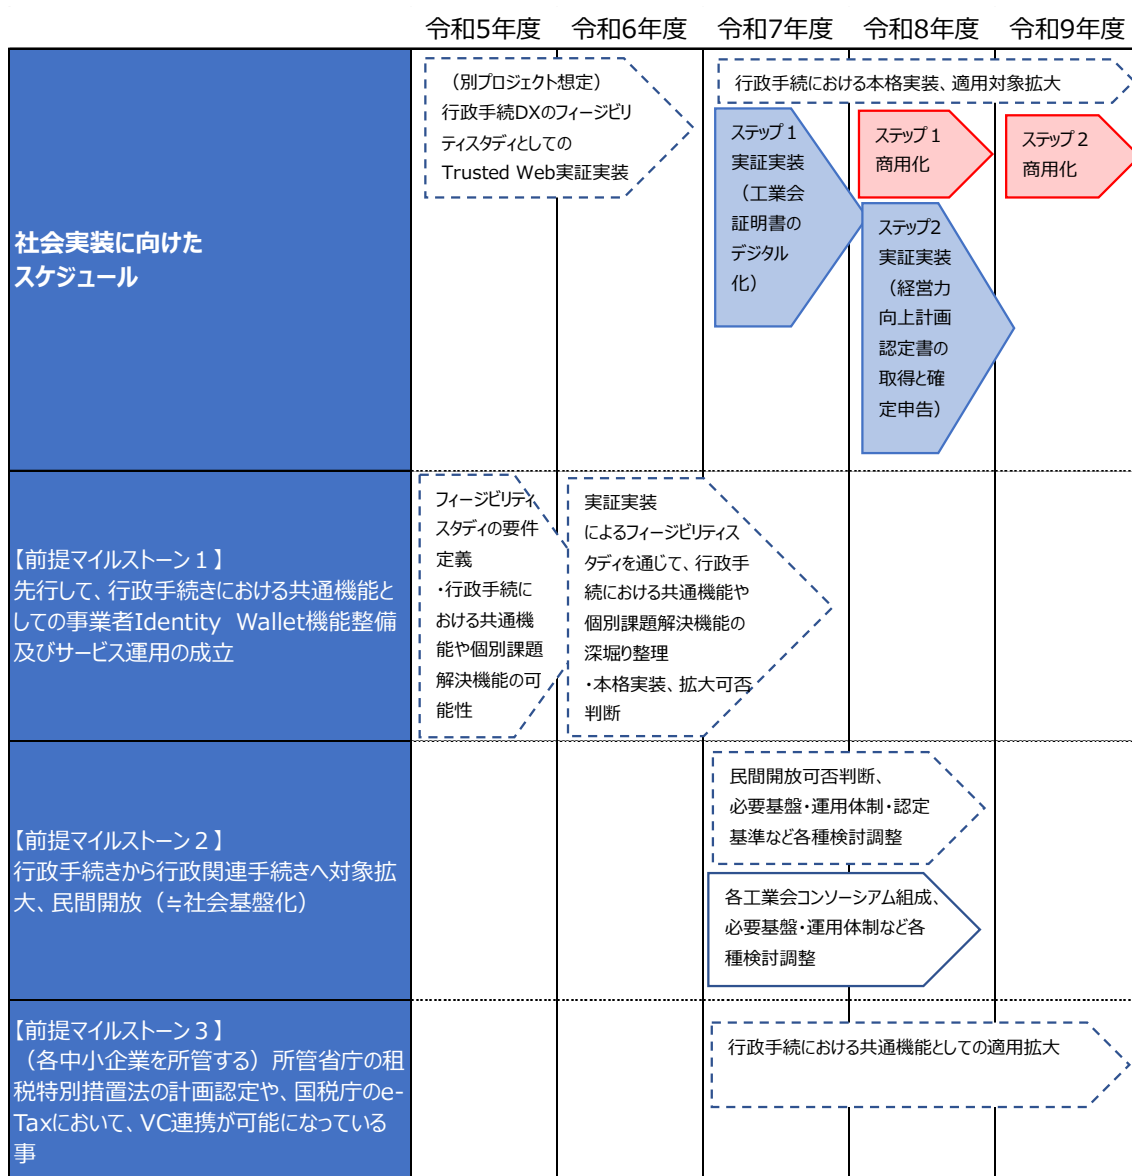 令和5年度 令和6年度 令和7年度 令和8年度 令和9年度
社会実装に向けた
スケジュール
（別プロジェクト想定）
行政手続DXのフィージビリ
ティスタディとしての
Trusted Web実証実装
行政手続における本格実装、適用対象拡大
ステップ１
実証実装
（工業会
証明書の
デジタル
化）
ステップ１
商用化
ステップ２
商用化
ステップ2
実証実装
（経営力
向上計画
認定書の
取得と確
定申告）
【前提マイルストーン１】
先行して、行政手続きにおける共通機能と
しての事業者Identity　Wallet機能整備
及びサービス運用の成立
フィージビリティ
スタディの要件
定義
・行政手続に
おける共通機
能や個別課題
解決機能の可
能性
実証実装
によるフィージビリティス
タディを通じて、行政手
続における共通機能や
個別課題解決機能の
深堀り整理
・本格実装、拡大可否
判断
【前提マイルストーン２】
行政手続きから行政関連手続きへ対象拡
大、民間開放（≒社会基盤化）
民間開放可否判断、
必要基盤・運用体制・認定
基準など各種検討調整
各工業会コンソーシアム組成、
必要基盤・運用体制など各
種検討調整
【前提マイルストーン３】
（各中小企業を所管する）所管省庁の租
税特別措置法の計画認定や、国税庁のe-
Taxにおいて、VC連携が可能になっている
事
行政手続における共通機能としての適用拡大